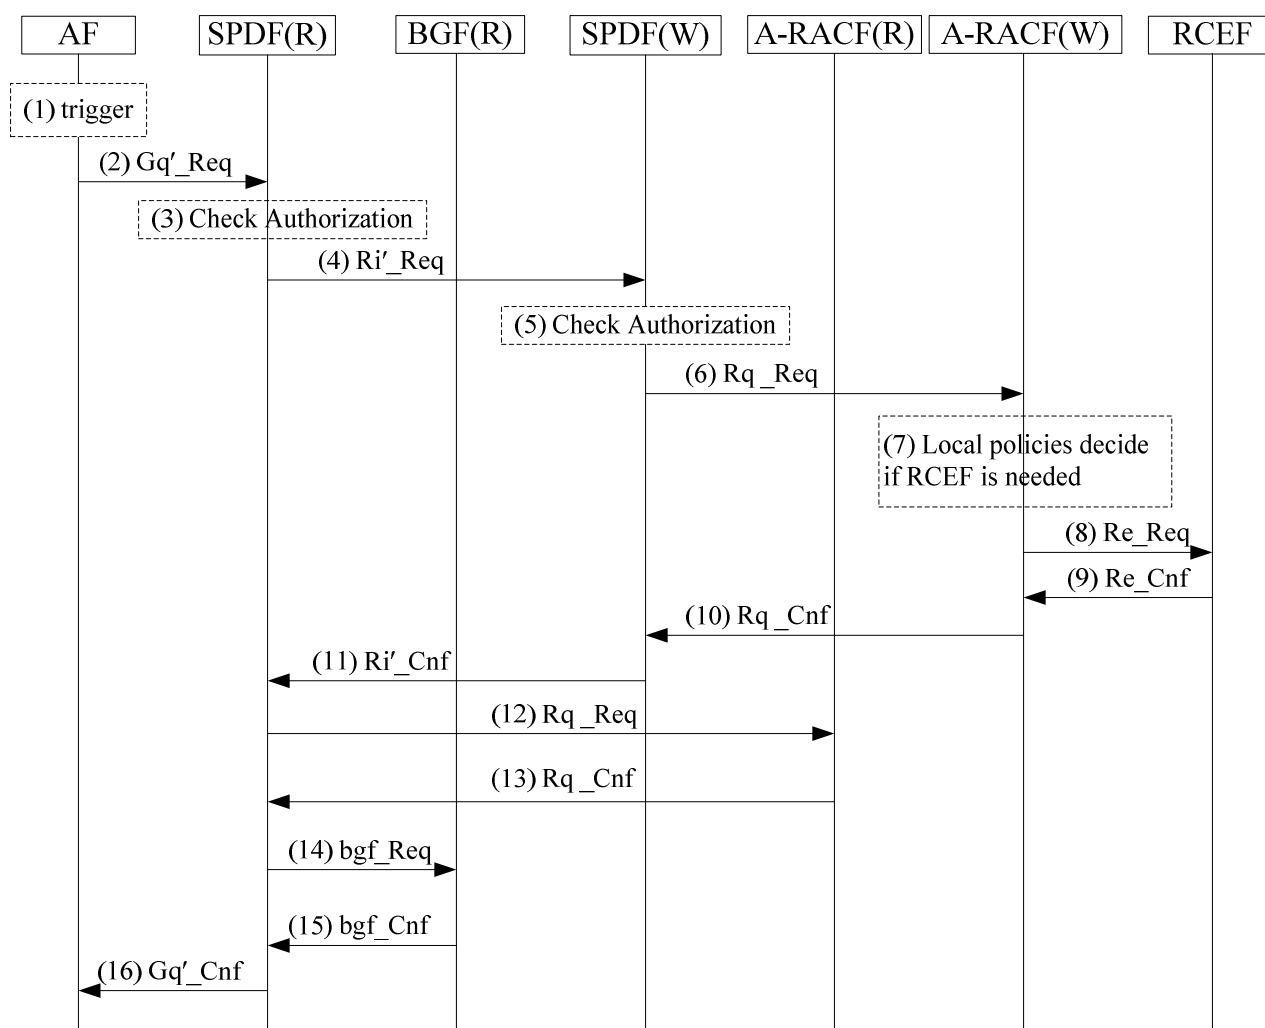 AF
SPDF(R)
BGF(R)
SPDF(W)
A-RACF(R)
A-RACF(W)
RCEF
(1) trigger
(2) Gq′_Req
(3) Check Authorization
(4) Ri′_Req
(5) Check Authorization
(6) Rq _Req
(7) Local policies decide
if RCEF is needed
(8) Re_Req
(9) Re_Cnf
(10) Rq _Cnf
(11) Ri′_Cnf
(12) Rq _Req
(13) Rq _Cnf
(14) bgf_Req
(15) bgf_Cnf
(16) Gq′_Cnf